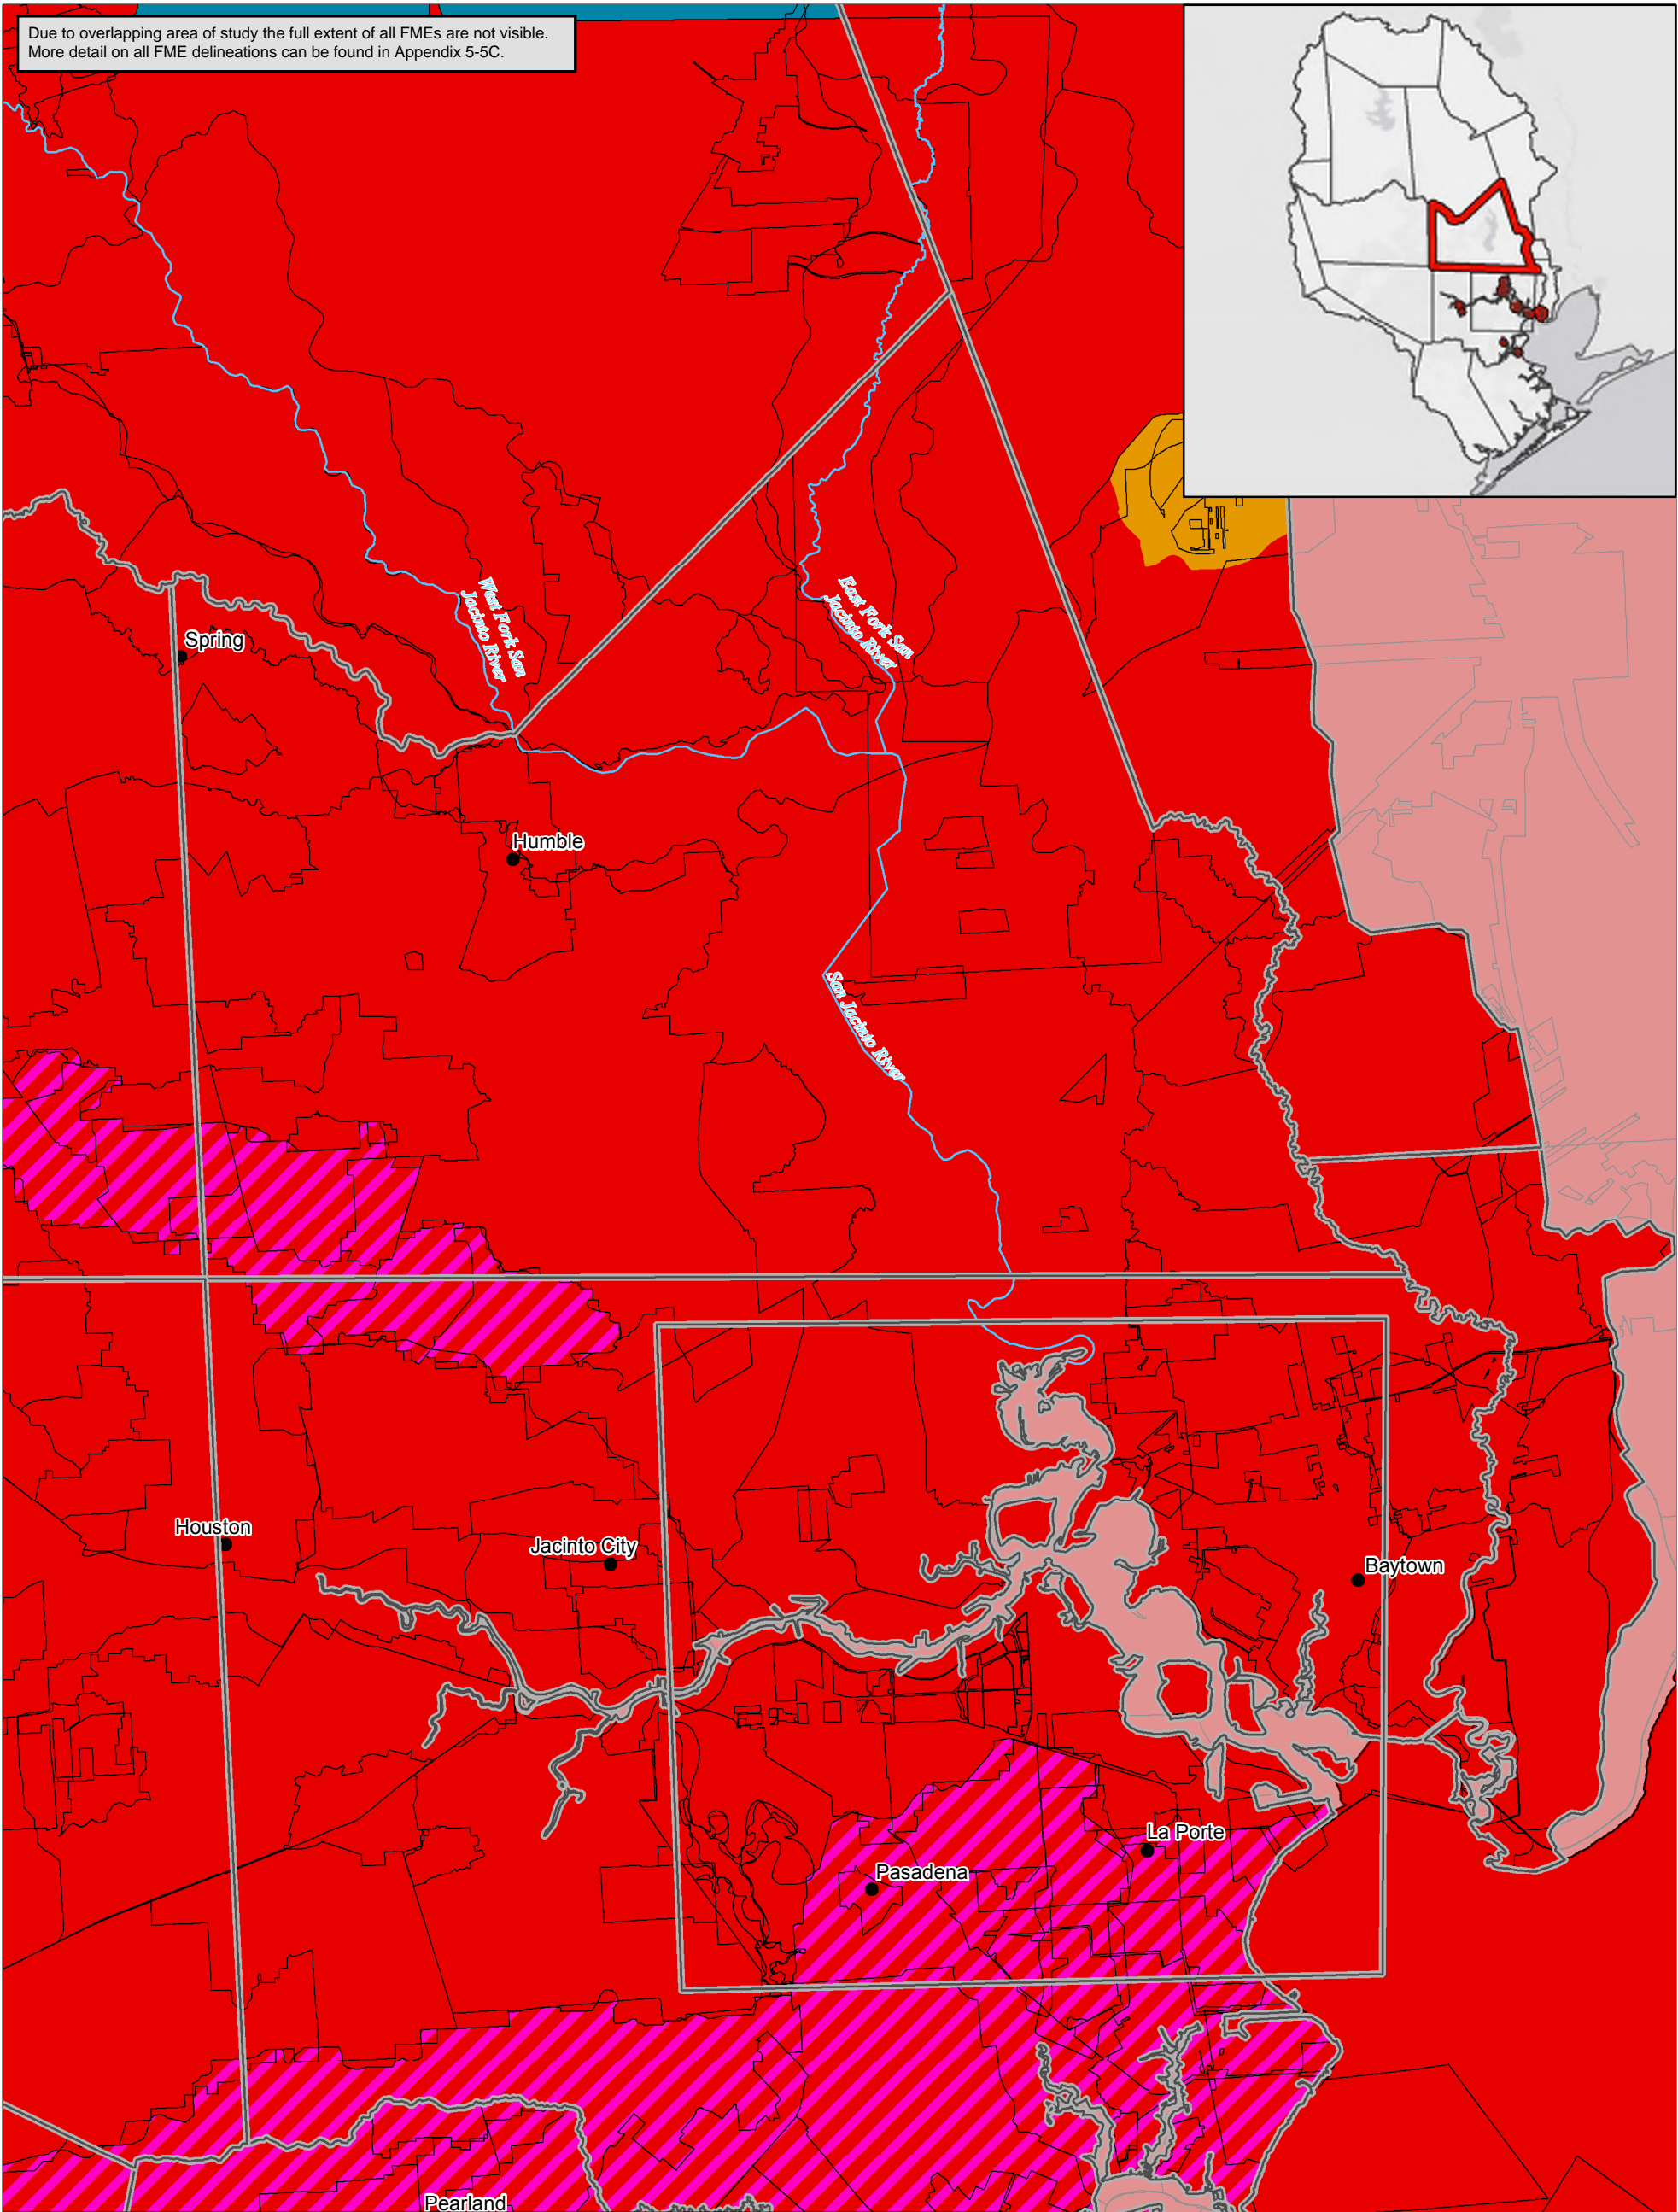 Due to overlapping area of study the full extent of all FMEs are not visible.
More detail on all FME delineations can be found in Appendix 5-5C.
West Fork San
Jacinto River
East Fork San
Jacinto River
Spring
Humble
San Jacinto River
Houston
Jacinto City
Baytown
La Porte
Pasadena
Pearland